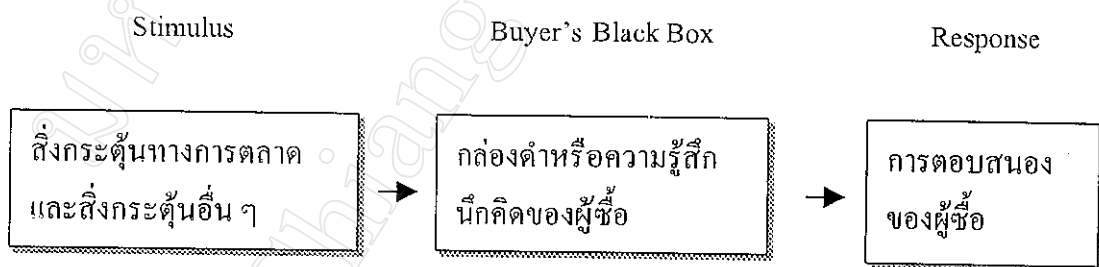 Stimulus
Buyer's Black Box
Response
สิ่งกระตุ้นทางการตลาด
และสิ่งกระตุ้นอื่น ๆ
กล่องดำหรือความรู้สึก
นึกคิดของผู้ซื้อ
การตอบสนอง
ของผู้ซื้อ